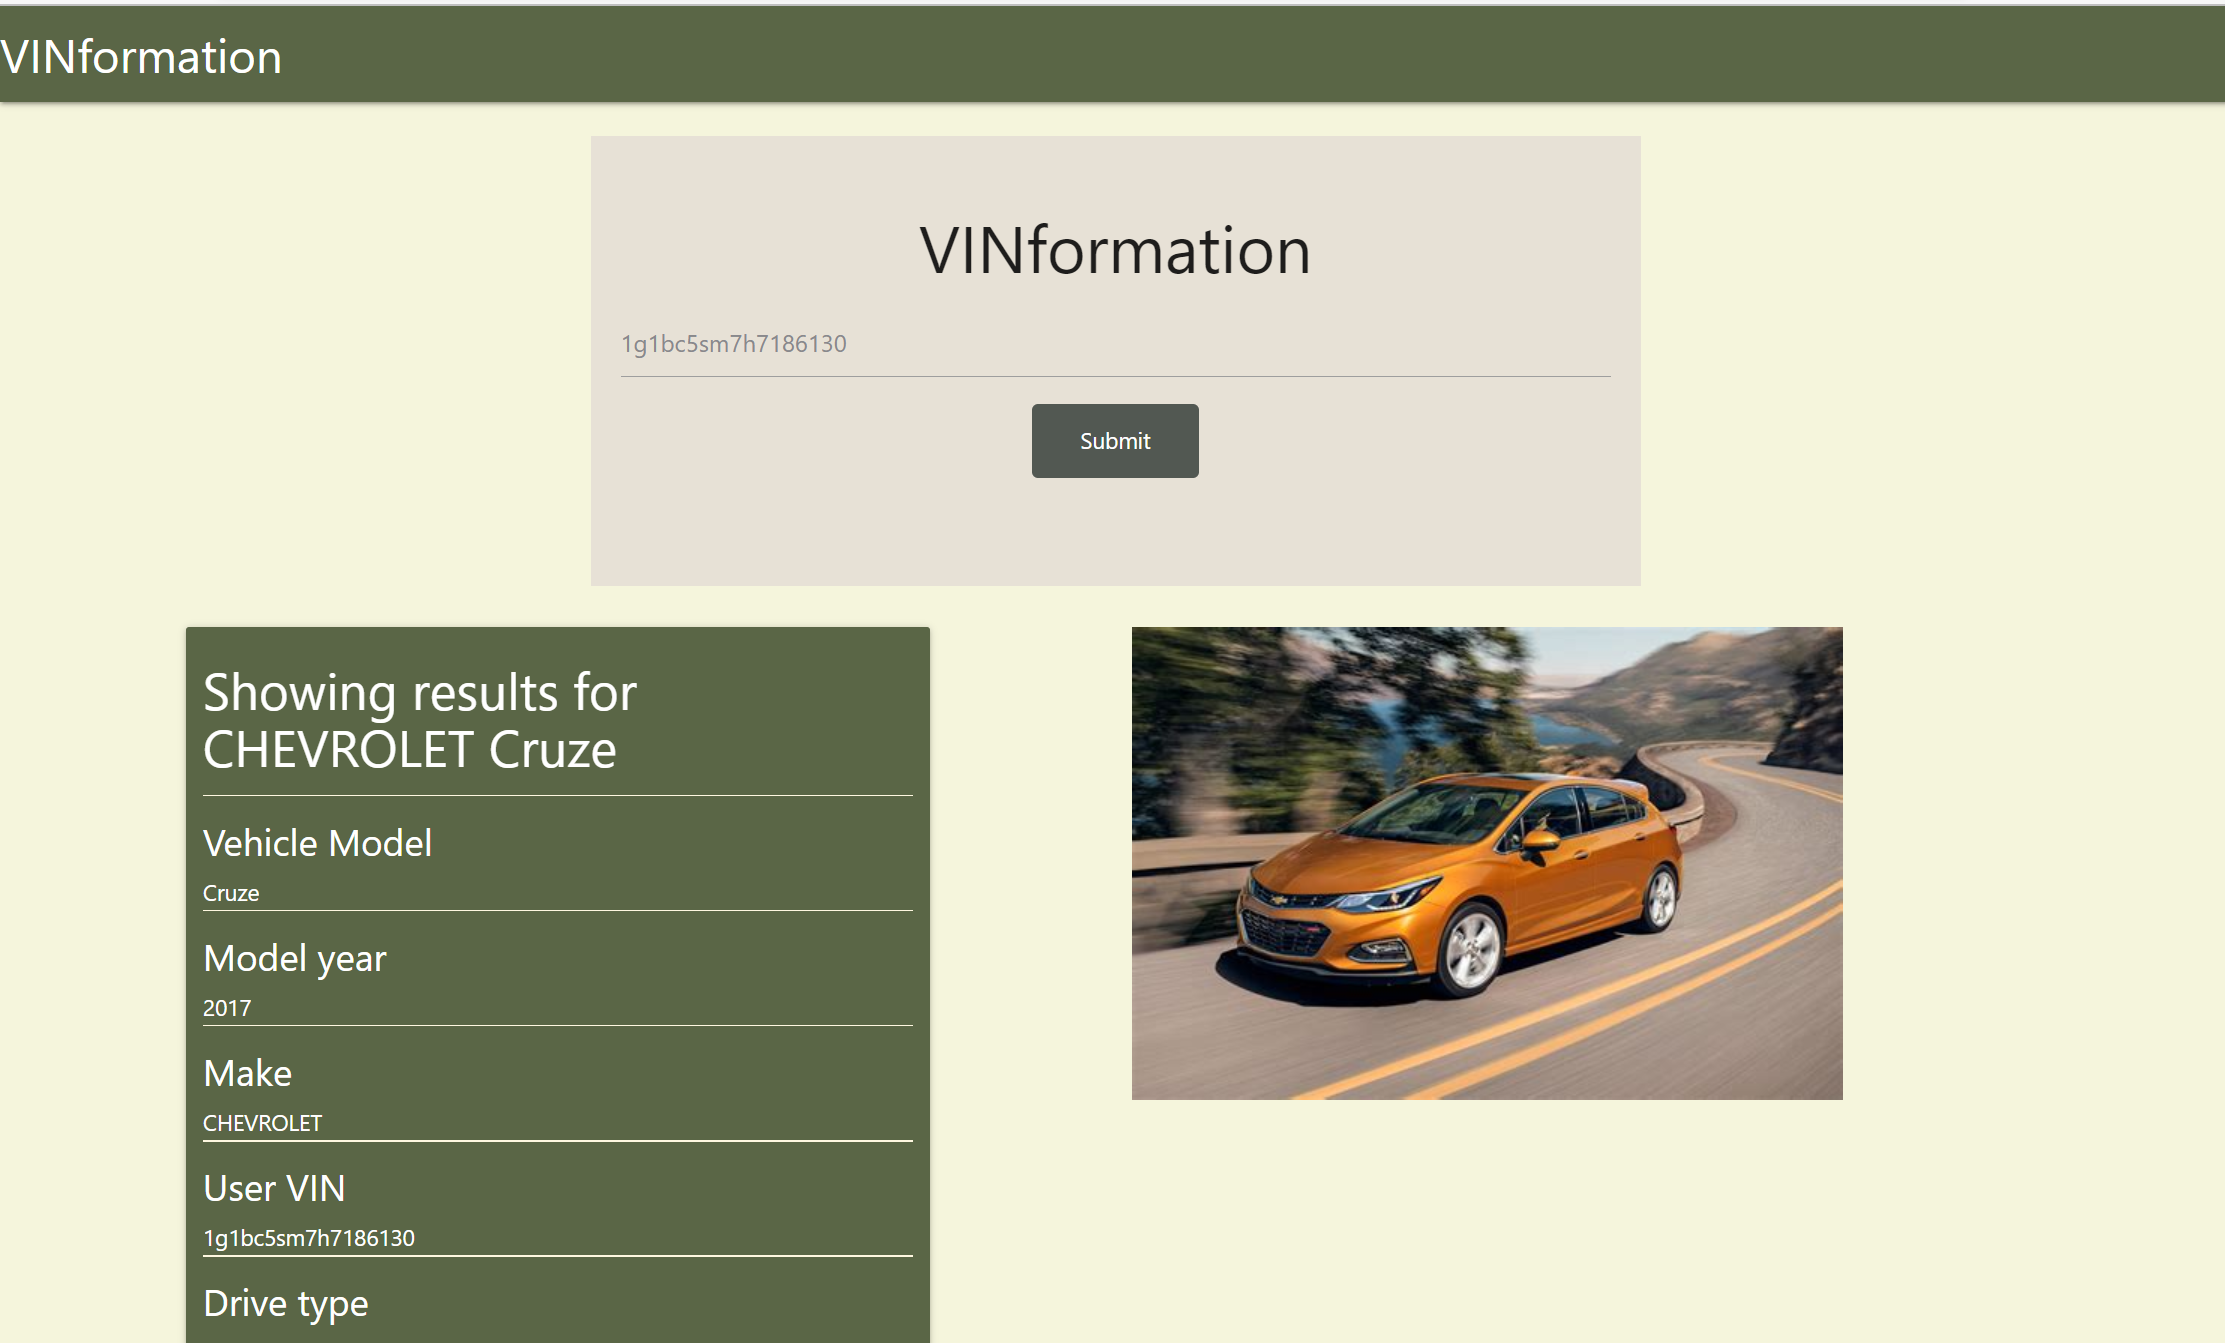 VINformation
VINformation
1g1bc5sm7h7186130
Submit
Showing results for
CHEVROLET Cruze
Vehicle Model
Cruze
Model year
2017
Make
CHEVROLET
User VIN
1g1bc5sm7h7186130
Drive type